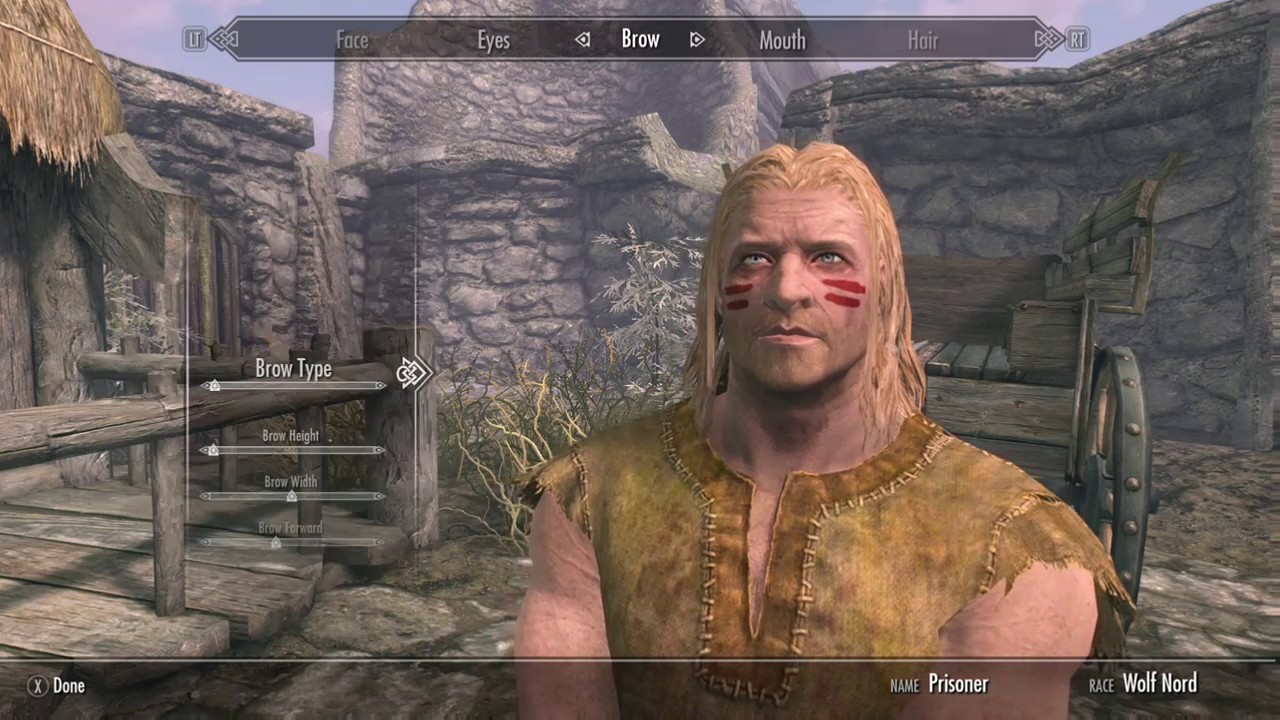 LT Face Eyes Brow Mouth Hair RT
Brow Type
Brow Height
Brow Width
Brow Forward
X Done
NAME Prisoner RACE Wolf Nord